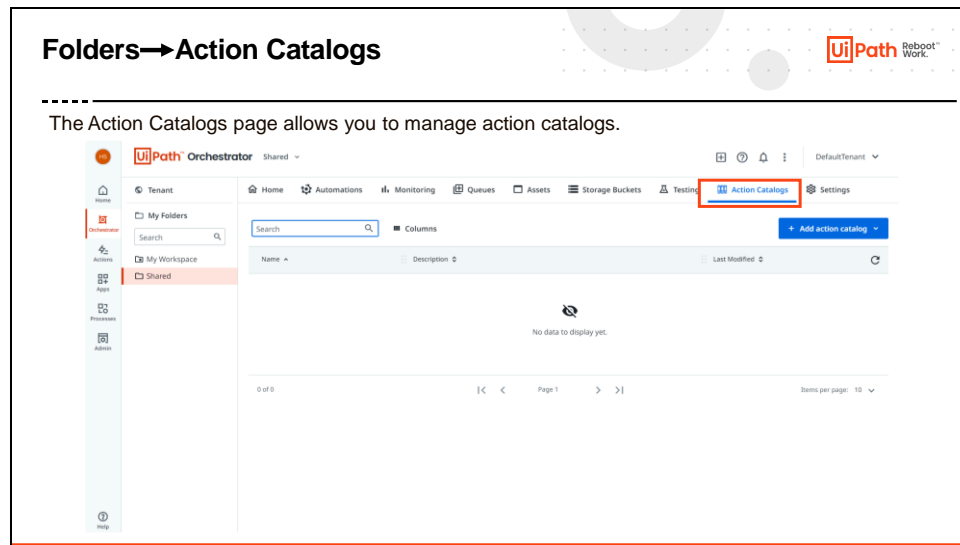 Folders→Action Catalogs
UiPath Reboot Work.™
The Action Catalogs page allows you to manage action catalogs.
HS
UiPath™ Orchestrator Shared
DefaultTenant
Home
Orchestrator
Actions
Apps
Processes
Admin
Help
Tenant
My Folders
Search
My Workspace
Shared
Home Automations Monitoring Queues Assets Storage Buckets Testing Action Catalogs Settings
Search
Columns
+ Add action catalog
Name Description Last Modified
No data to display yet.
0 of 0 Page 1 Items per page: 10